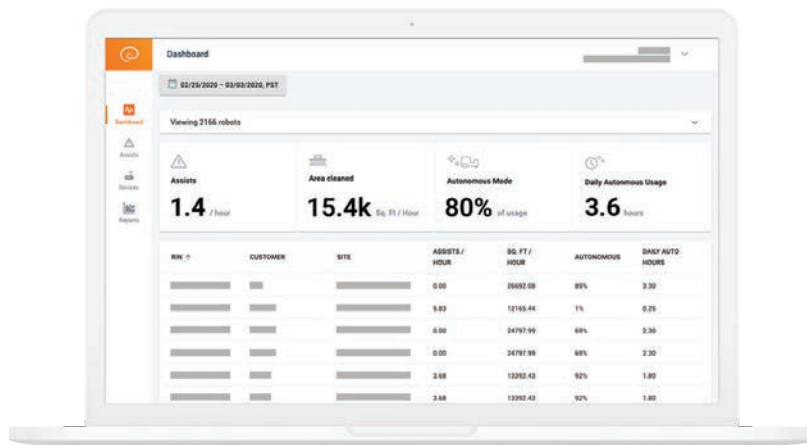 Dashboard
02/25/2020 - 03/03/2020, PST
Dashboard
Viewing 2166 robots
Assists
Devices
Reports
Assists
1.4 / hour
Area cleaned
15.4k Sq. Ft / Hour
Autonomous Mode
80% of usage
Daily Autonmous Usage
3.6 hours
RIN ↑ CUSTOMER SITE ASSISTS / HOUR SQ. FT / HOUR AUTONOMOUS DAILY AUTO HOURS
0.00 26692.08 89% 3.30
5.83 12165.44 1% 0.25
0.00 24797.99 69% 2.30
0.00 24797.99 69% 2.30
3.68 13392.43 92% 1.80
3.68 13392.43 92% 1.80